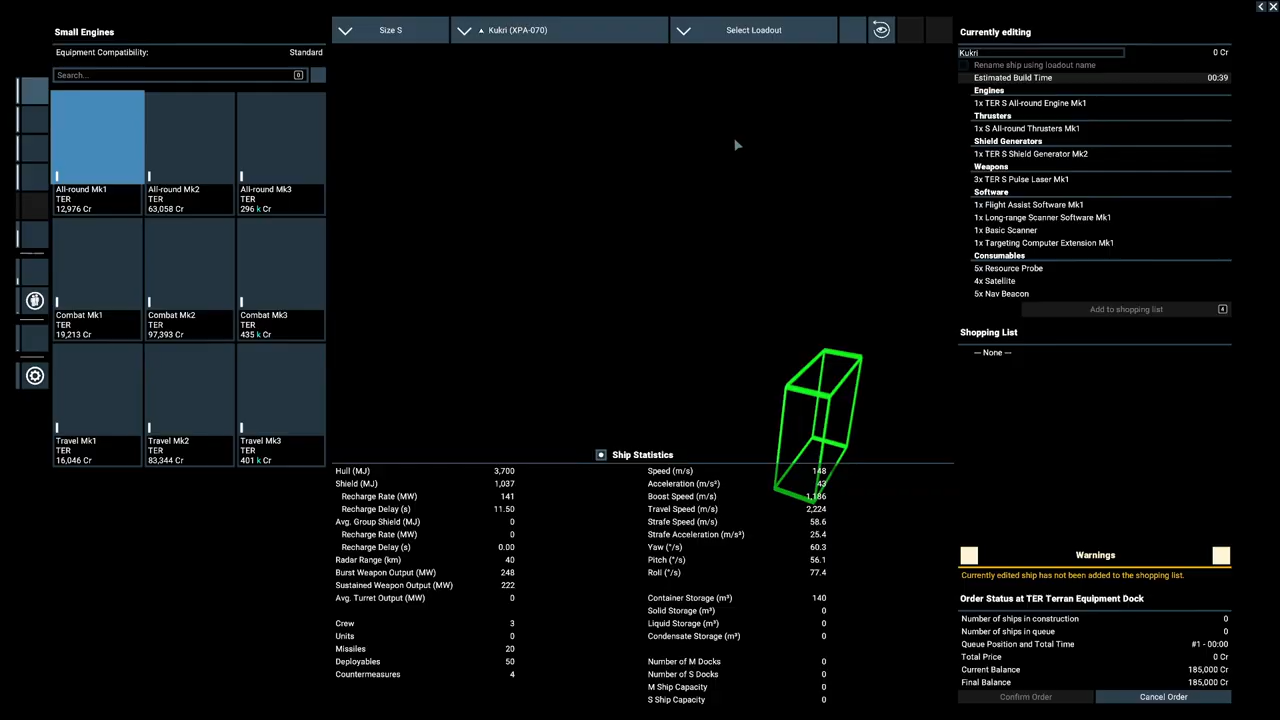 Small Engines
Equipment Compatibility: Standard
Search... 0
All-round Mk1
TER
12,976 Cr
All-round Mk2
TER
63,058 Cr
All-round Mk3
TER
296 k Cr
Combat Mk1
TER
19,213 Cr
Combat Mk2
TER
97,393 Cr
Combat Mk3
TER
435 k Cr
Travel Mk1
TER
16,046 Cr
Travel Mk2
TER
83,344 Cr
Travel Mk3
TER
401 k Cr
Size S
Kukri (XPA-070)
Select Loadout
Ship Statistics
Hull (MJ) 3,700
Shield (MJ) 1,037
Recharge Rate (MW) 141
Recharge Delay (s) 11.50
Avg. Group Shield (MJ) 0
Recharge Rate (MW) 0
Recharge Delay (s) 0.00
Radar Range (km) 40
Burst Weapon Output (MW) 248
Sustained Weapon Output (MW) 222
Avg. Turret Output (MW) 0
Crew 3
Units 0
Missiles 20
Deployables 50
Countermeasures 4
Speed (m/s) 148
Acceleration (m/s²) 43
Boost Speed (m/s) 1,186
Travel Speed (m/s) 2,224
Strafe Speed (m/s) 58.6
Strafe Acceleration (m/s²) 25.4
Yaw (°/s) 60.3
Pitch (°/s) 56.1
Roll (°/s) 77.4
Container Storage (m³) 140
Solid Storage (m³) 0
Liquid Storage (m³) 0
Condensate Storage (m³) 0
Number of M Docks 0
Number of S Docks 0
M Ship Capacity 0
S Ship Capacity 0
Currently editing
Kukri 0 Cr
Rename ship using loadout name
Estimated Build Time 00:39
Engines
1x TER S All-round Engine Mk1
Thrusters
1x S All-round Thrusters Mk1
Shield Generators
1x TER S Shield Generator Mk2
Weapons
3x TER S Pulse Laser Mk1
Software
1x Flight Assist Software Mk1
1x Long-range Scanner Software Mk1
1x Basic Scanner
1x Targeting Computer Extension Mk1
Consumables
5x Resource Probe
4x Satellite
5x Nav Beacon
Add to shopping list 4
Shopping List
— None —
Warnings
Currently edited ship has not been added to the shopping list.
Order Status at TER Terran Equipment Dock
Number of ships in construction 0
Number of ships in queue 0
Queue Position and Total Time #1 - 00:00
Total Price 0 Cr
Current Balance 185,000 Cr
Final Balance 185,000 Cr
Confirm Order
Cancel Order